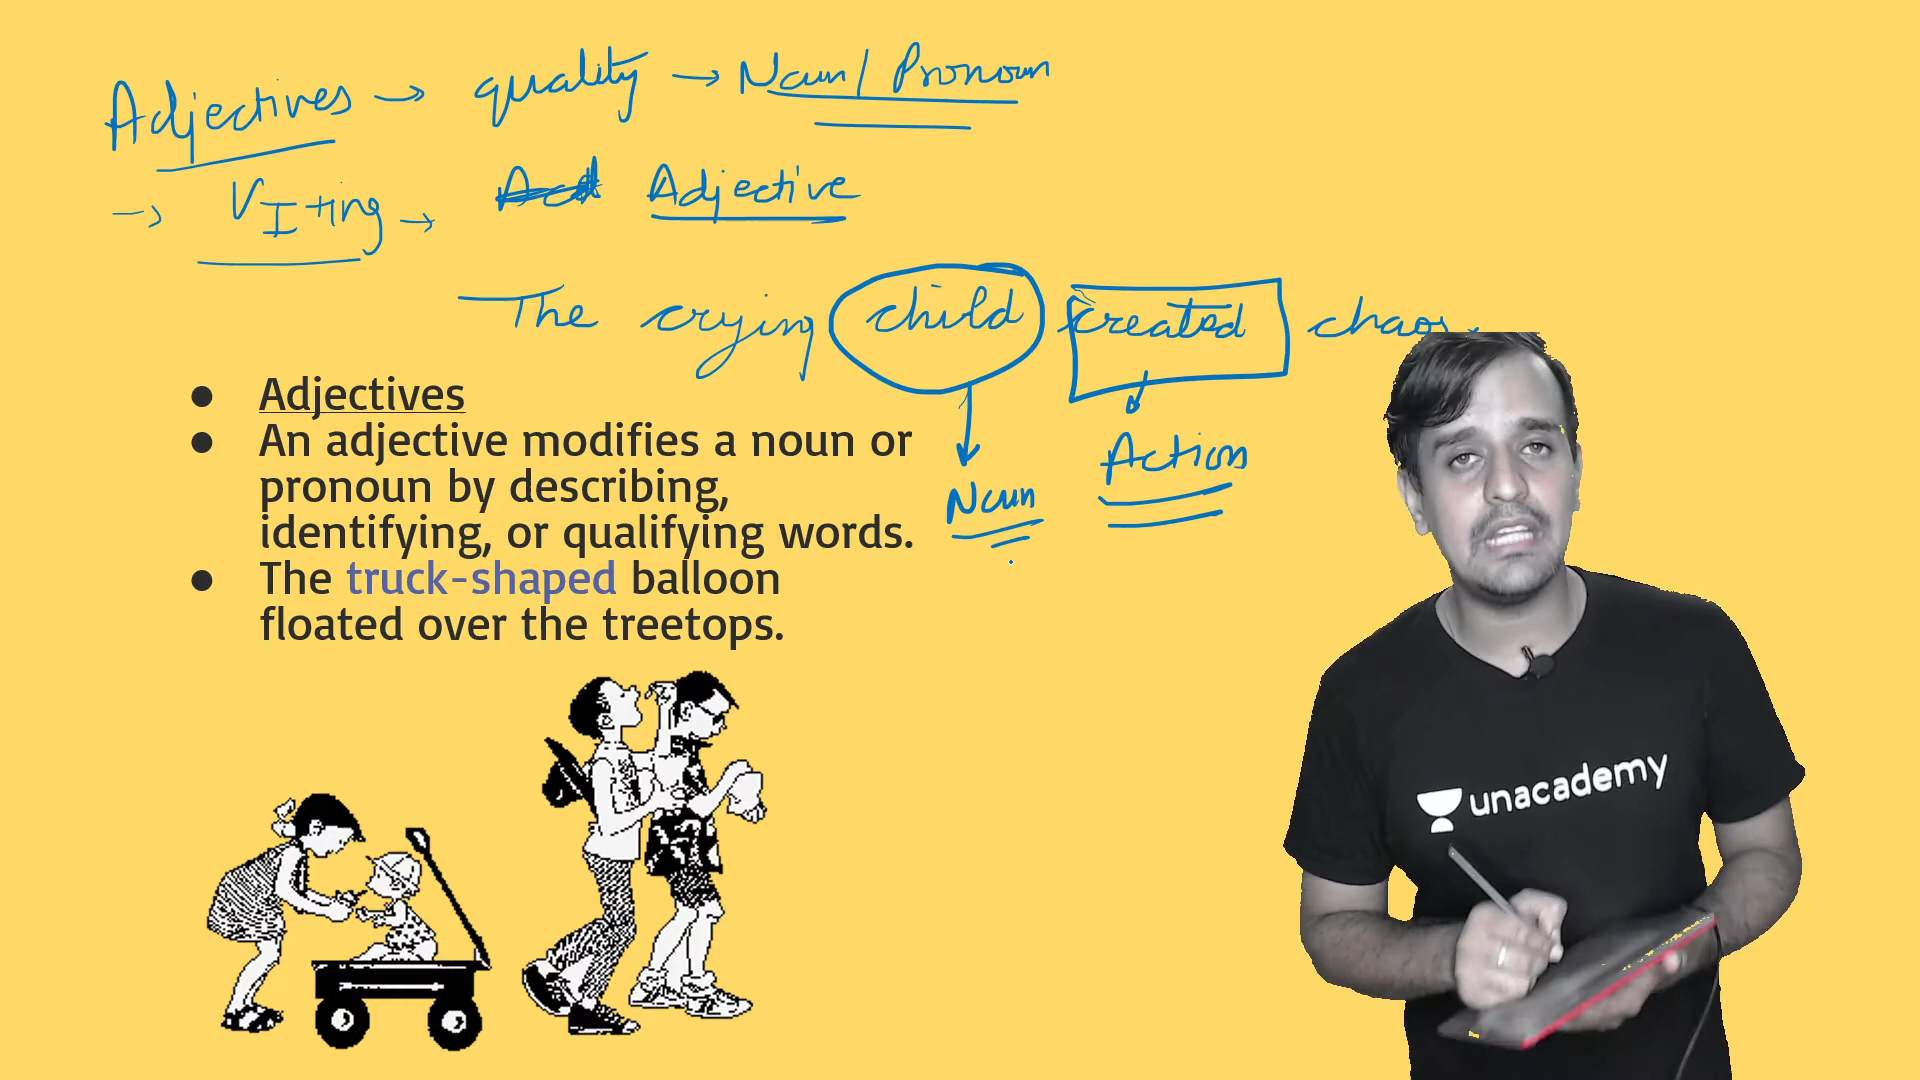 Adjectives → quality → Noun/Pronoun
→ VI+ing → Adjective
The crying child created chaos.
Action
Noun
● Adjectives
● An adjective modifies a noun or
pronoun by describing,
identifying, or qualifying words.
● The truck-shaped balloon
floated over the treetops.
unacademy